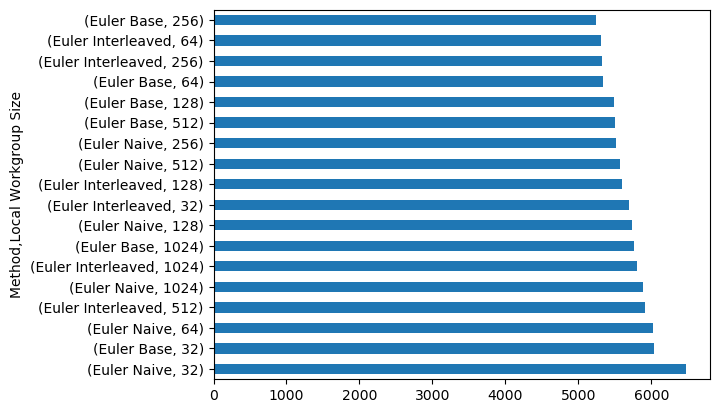 Method,Local Workgroup Size
(Euler Base, 256)
(Euler Interleaved, 64)
(Euler Interleaved, 256)
(Euler Base, 64)
(Euler Base, 128)
(Euler Base, 512)
(Euler Naive, 256)
(Euler Naive, 512)
(Euler Interleaved, 128)
(Euler Interleaved, 32)
(Euler Naive, 128)
(Euler Base, 1024)
(Euler Interleaved, 1024)
(Euler Naive, 1024)
(Euler Interleaved, 512)
(Euler Naive, 64)
(Euler Base, 32)
(Euler Naive, 32)
0 1000 2000 3000 4000 5000 6000